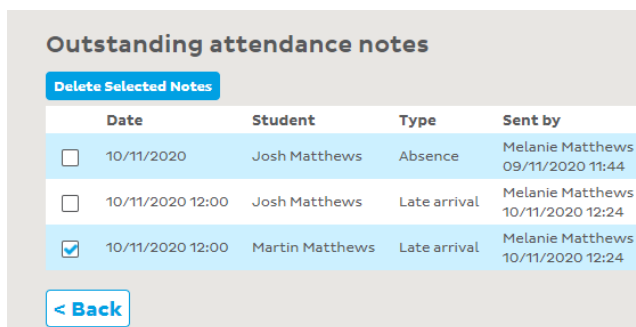 Outstanding attendance notes
Delete Selected Notes
Date Student Type Sent by
10/11/2020 Josh Matthews Absence Melanie Matthews
09/11/2020 11:44
10/11/2020 12:00 Josh Matthews Late arrival Melanie Matthews
10/11/2020 12:24
10/11/2020 12:00 Martin Matthews Late arrival Melanie Matthews
10/11/2020 12:24
< Back